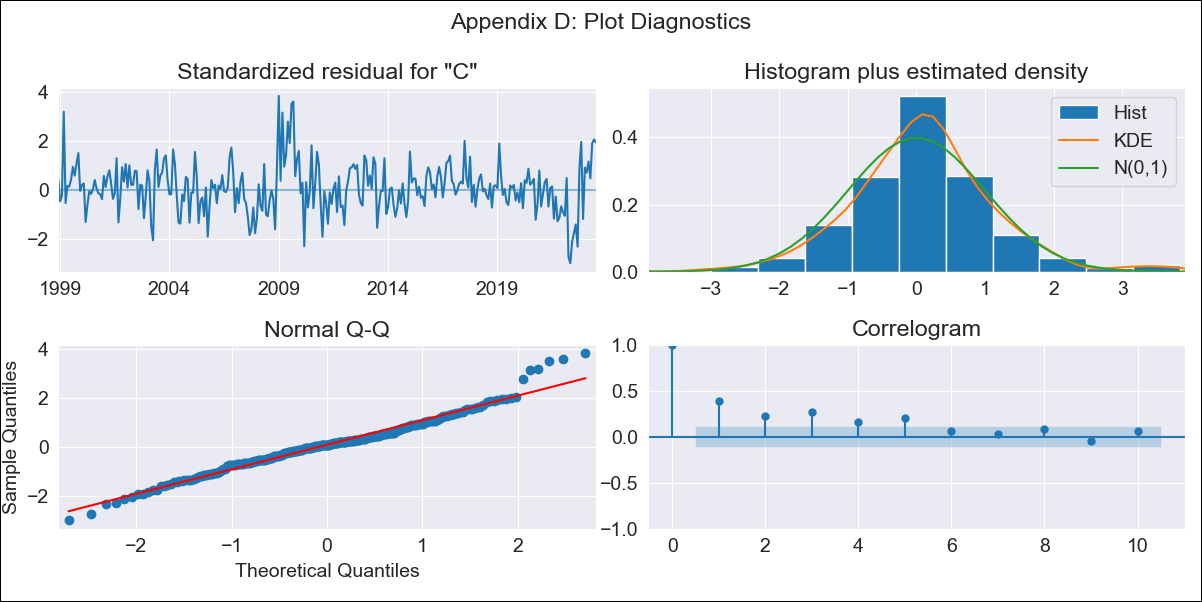 Appendix D: Plot Diagnostics
Standardized residual for "C"
4
2
0
−2
1999 2004 2009 2014 2019
Histogram plus estimated density
Hist
KDE
N(0,1)
0.4
0.2
0.0
−3 −2 −1 0 1 2 3
Normal Q-Q
Sample Quantiles
4
2
0
−2
−2 −1 0 1 2
Theoretical Quantiles
Correlogram
1.0
0.5
0.0
−0.5
−1.0
0 2 4 6 8 10